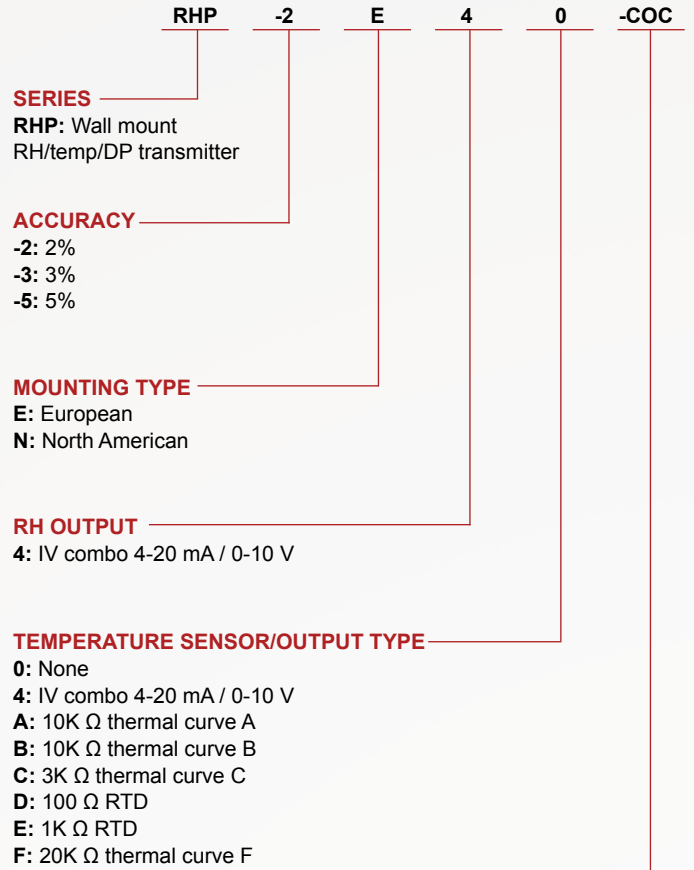 RHP -2 E 4 0 -COC
SERIES
RHP: Wall mount
RH/temp/DP transmitter
ACCURACY
-2: 2%
-3: 3%
-5: 5%
MOUNTING TYPE
E: European
N: North American
RH OUTPUT
4: IV combo 4-20 mA / 0-10 V
TEMPERATURE SENSOR/OUTPUT TYPE
0: None
4: IV combo 4-20 mA / 0-10 V
A: 10K Ω thermal curve A
B: 10K Ω thermal curve B
C: 3K Ω thermal curve C
D: 100 Ω RTD
E: 1K Ω RTD
F: 20K Ω thermal curve F